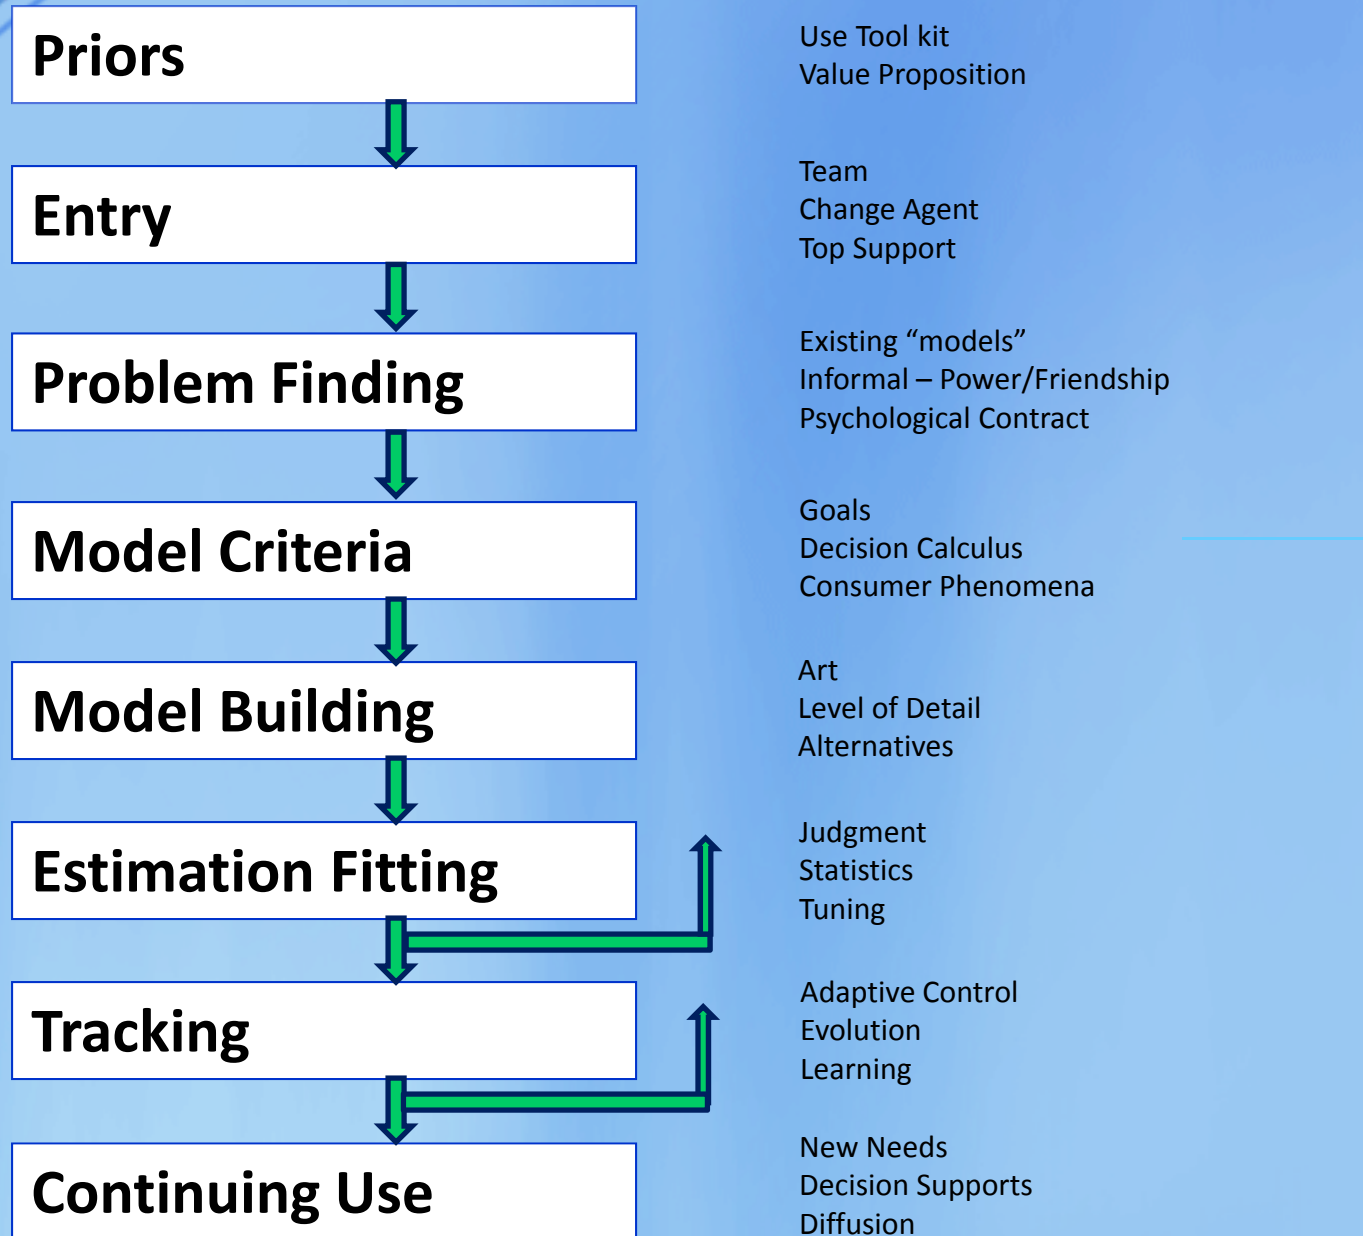 Priors
Use Tool kit
Value Proposition
Entry
Team
Change Agent
Top Support
Problem Finding
Existing “models”
Informal – Power/Friendship
Psychological Contract
Model Criteria
Goals
Decision Calculus
Consumer Phenomena
Model Building
Art
Level of Detail
Alternatives
Estimation Fitting
Judgment
Statistics
Tuning
Tracking
Adaptive Control
Evolution
Learning
Continuing Use
New Needs
Decision Supports
Diffusion